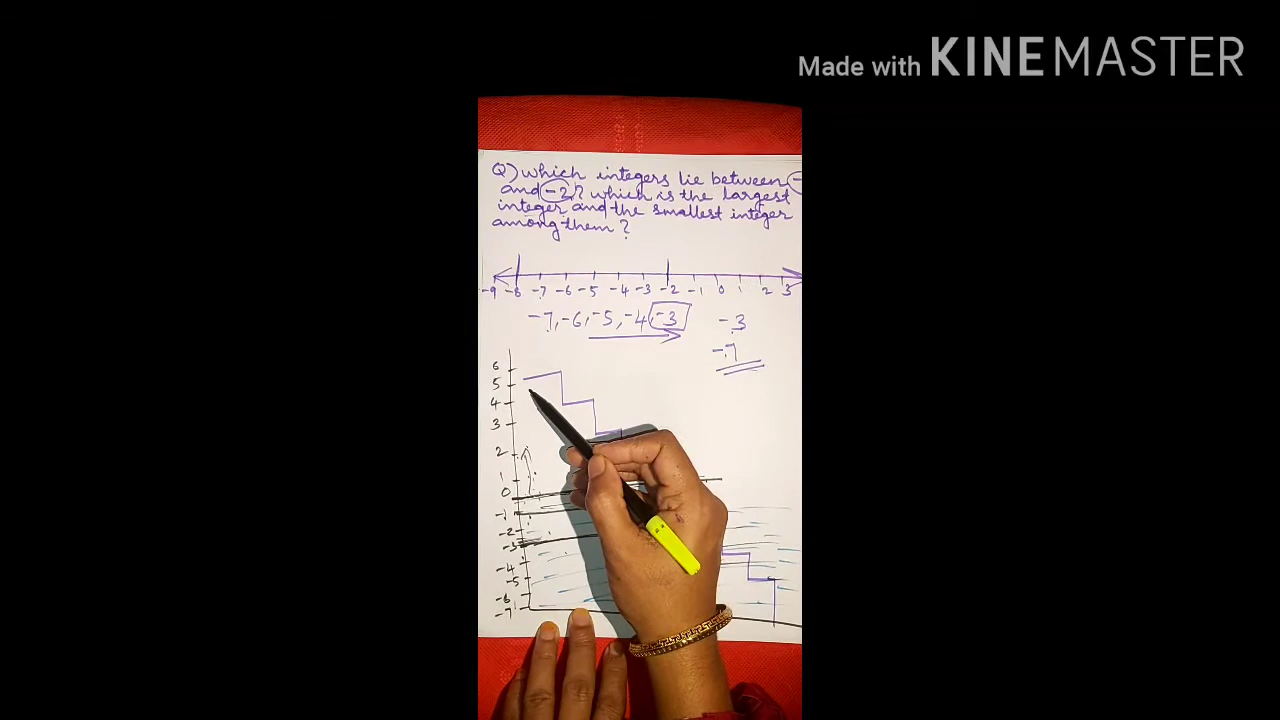 Made with KINEMASTER
Q) which integers lie between -
and -2? which is the largest
integer and the smallest integer
among them?
-9 -8 -7 -6 -5 -4 -3 -2 -1 0 1 2 3
-7, -6, -5, -4, -3
-3
-7
6
5
4
3
2
1
0
-1
-2
-3
-4
-5
-6
-7